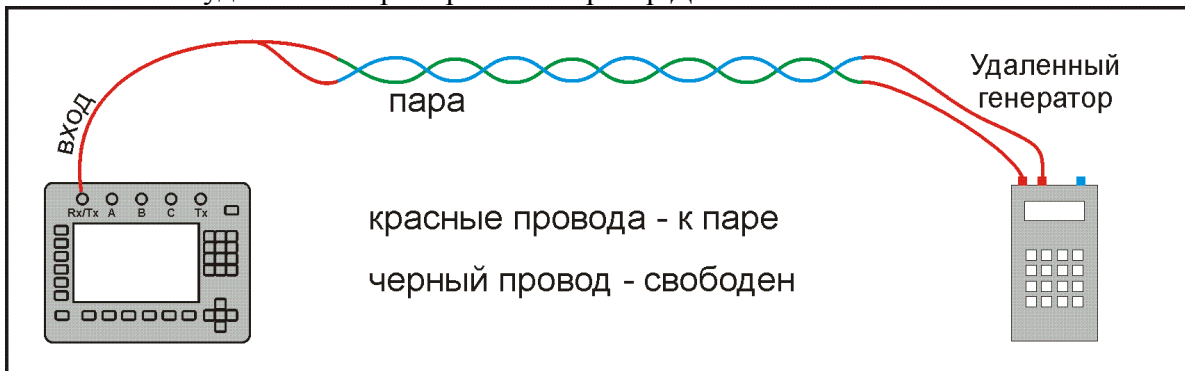 вход
пара
Удаленный
генератор
Rx/Tx A B C Tx
красные провода - к паре
черный провод - свободен